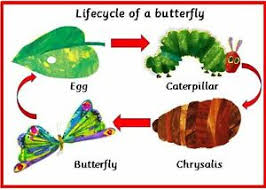 Lifecycle of a butterfly
Egg
Caterpillar
Butterfly
Chrysalis